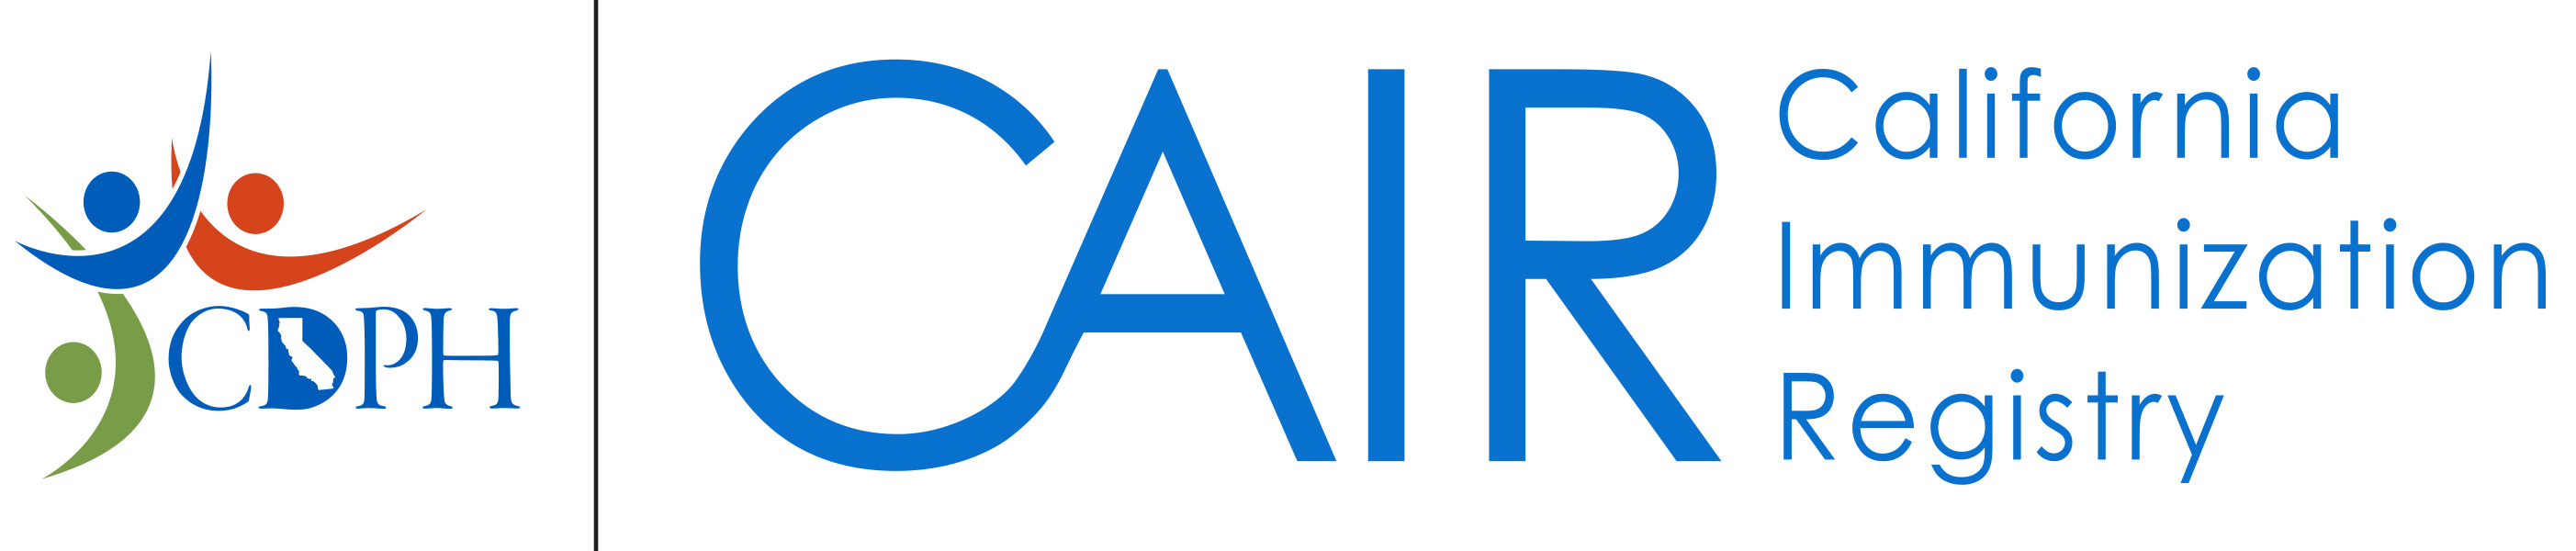 CDPH
CAIR
California
Immunization
Registry